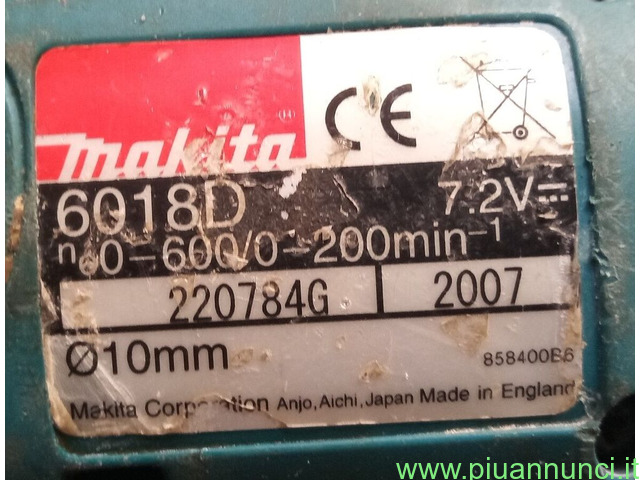 makita
CE
6018D 7.2V⎓
n₀0-600/0-200min⁻¹
220784G 2007
Ø10mm
858400B6
Makita Corporation Anjo, Aichi, Japan Made in England
www.piuannunci.it